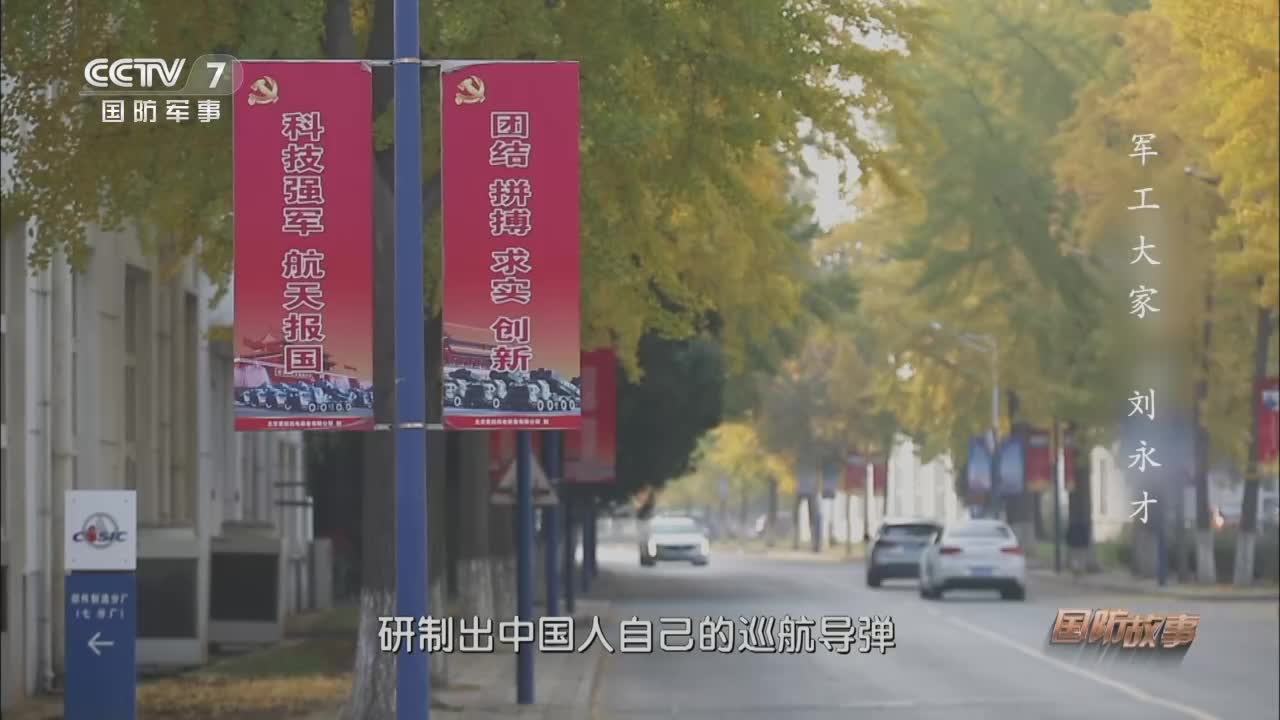 CCTV 7
国防军事
科技强军 航天报国
团结 拼搏 求实 创新
军工大家 刘永才
CASIC
研制出中国人自己的巡航导弹
国防故事